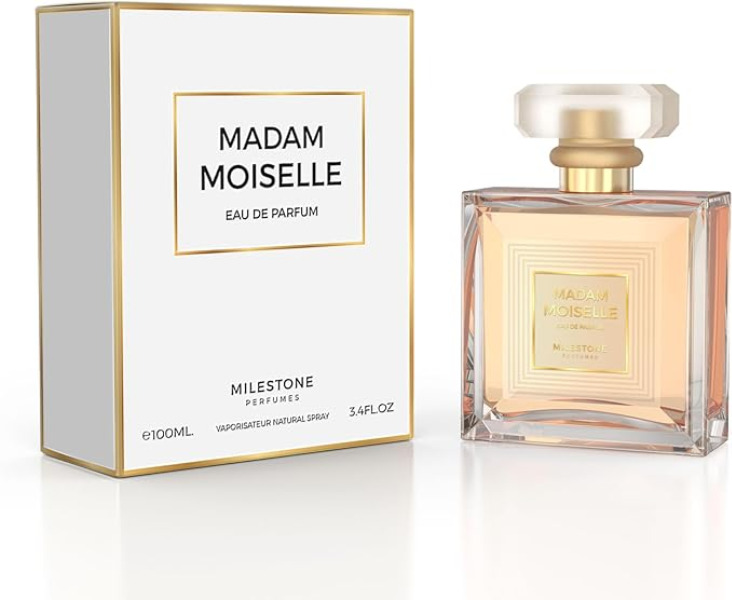 MADAM
MOISELLE
EAU DE PARFUM
MILESTONE
PERFUMES
℮100ML.
VAPORISATEUR NATURAL SPRAY
3.4FL.OZ
MADAM
MOISELLE
EAU DE PARFUM
MILESTONE
PERFUMES